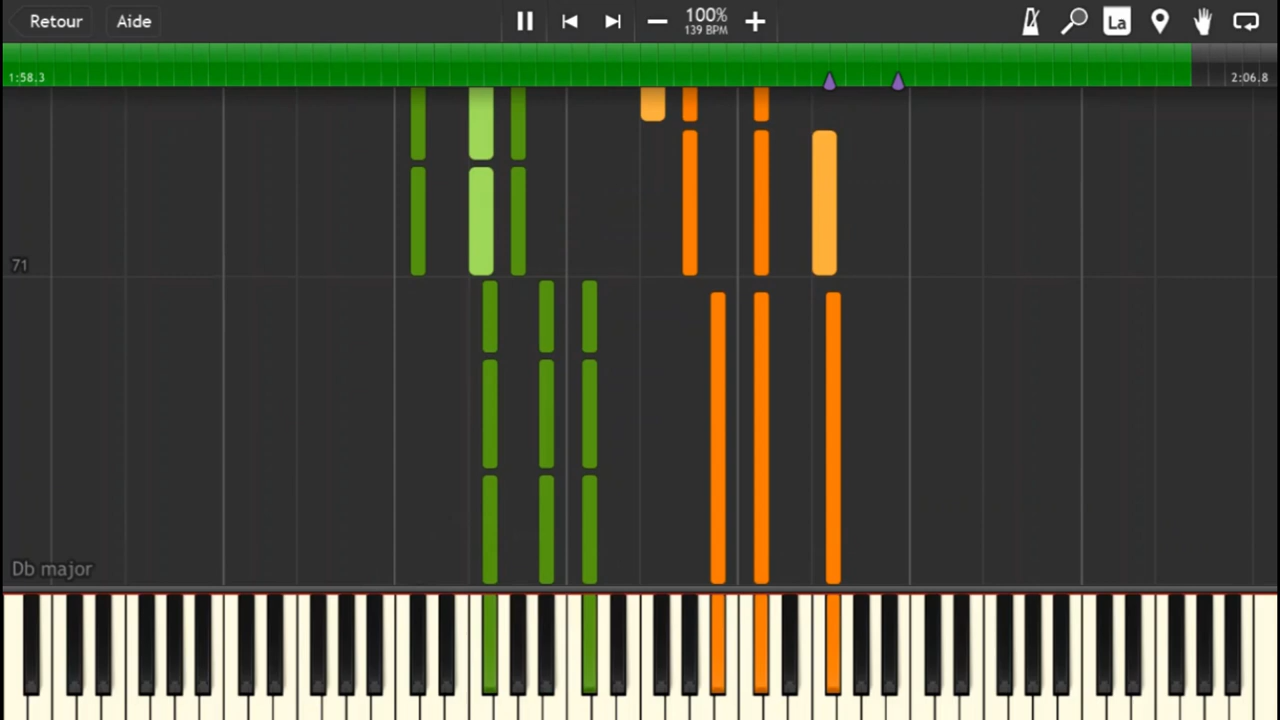 Retour
Aide
100%
139 BPM
La
1:58.3
2:06.8
71
Db major